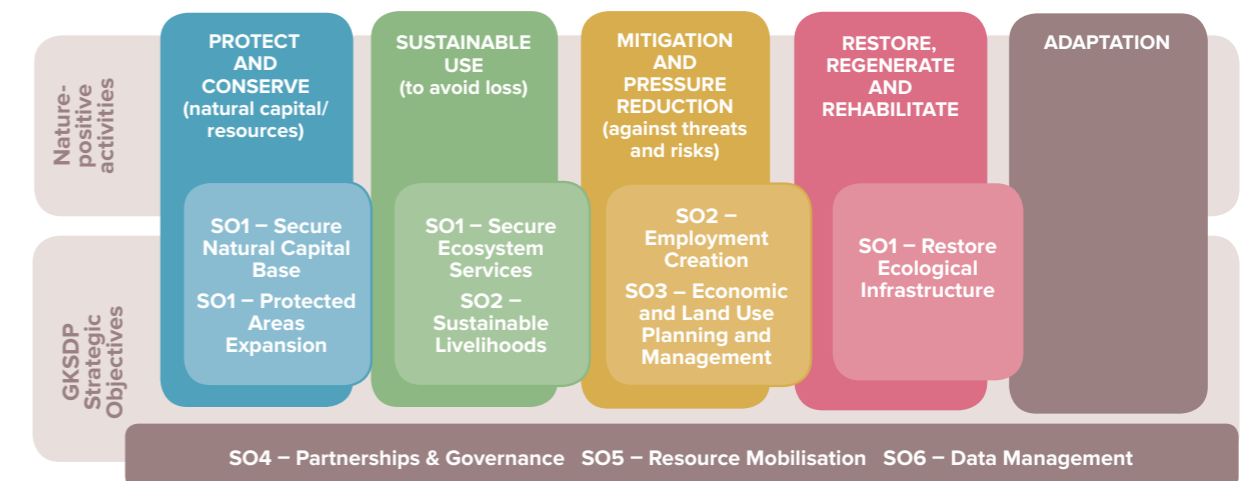 Nature-
positive
activities
PROTECT
AND
CONSERVE
(natural capital/
resources)
SUSTAINABLE
USE
(to avoid loss)
MITIGATION
AND
PRESSURE
REDUCTION
(against threats
and risks)
RESTORE,
REGENERATE
AND
REHABILITATE
ADAPTATION
GKSDP
Strategic
Objectives
SO1 – Secure
Natural Capital
Base
SO1 – Protected
Areas
Expansion
SO1 – Secure
Ecosystem
Services
SO2 –
Sustainable
Livelihoods
SO2 –
Employment
Creation
SO3 – Economic
and Land Use
Planning and
Management
SO1 – Restore
Ecological
Infrastructure
SO4 – Partnerships & Governance SO5 – Resource Mobilisation SO6 – Data Management